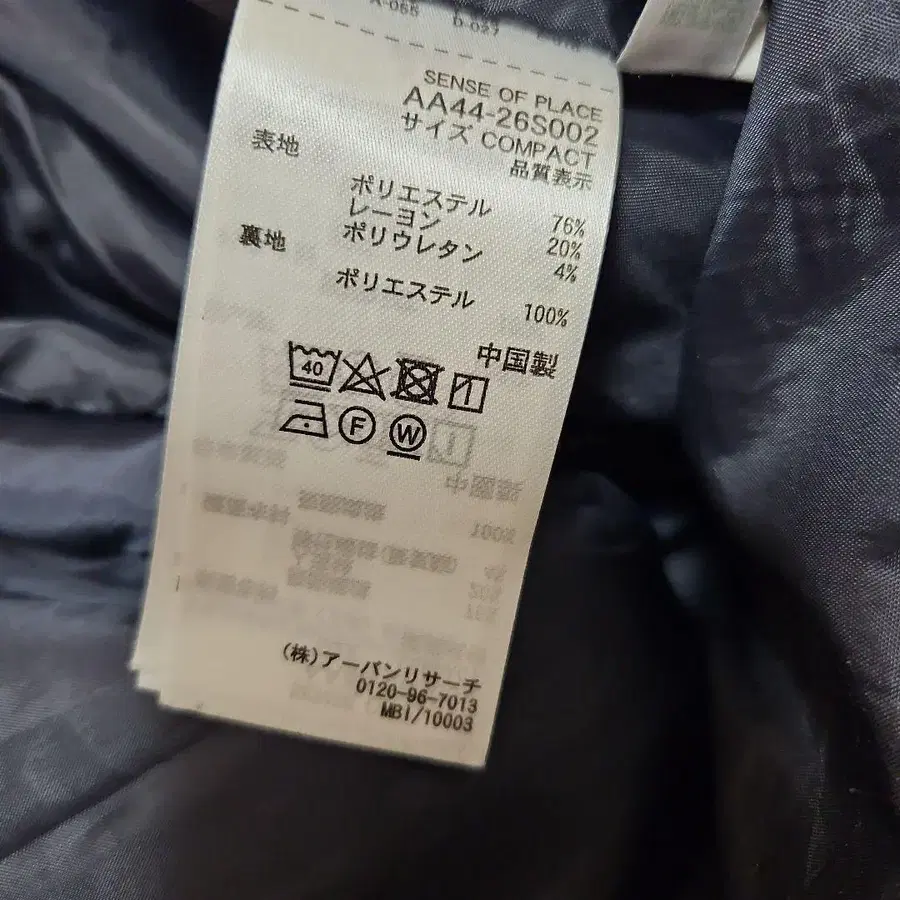 A-065
D-027
SENSE OF PLACE
AA44-26S002
サイズ COMPACT
品質表示
表地
ポリエステル 76%
レーヨン 20%
ポリウレタン 4%
裏地
ポリエステル 100%
中国製
40
F W
(株)アーバンリサーチ
0120-96-7013
MBI/10003